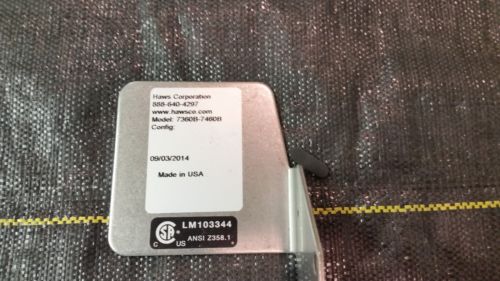 Haws Corporation
888-640-4297
www.hawsco.com
Model: 7360B-7460B
Config:
09/03/2014
Made in USA
LM103344
C US
ANSI Z358.1